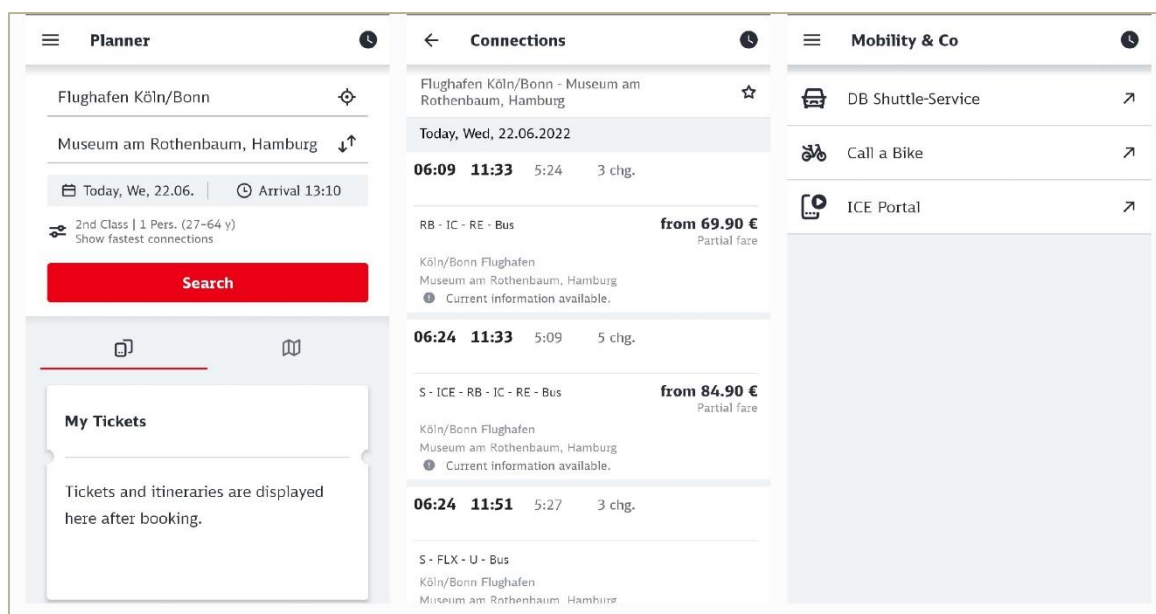 Planner
Flughafen Köln/Bonn
Museum am Rothenbaum, Hamburg
Today, We, 22.06.
Arrival 13:10
2nd Class | 1 Pers. (27-64 y)
Show fastest connections
Search
My Tickets
Tickets and itineraries are displayed
here after booking.
Connections
Flughafen Köln/Bonn - Museum am
Rothenbaum, Hamburg
Today, Wed, 22.06.2022
06:09 11:33 5:24 3 chg.
RB - IC - RE - Bus from 69.90 €
Partial fare
Köln/Bonn Flughafen
Museum am Rothenbaum, Hamburg
Current information available.
06:24 11:33 5:09 5 chg.
S - ICE - RB - IC - RE - Bus from 84.90 €
Partial fare
Köln/Bonn Flughafen
Museum am Rothenbaum, Hamburg
Current information available.
06:24 11:51 5:27 3 chg.
S - FLX - U - Bus
Köln/Bonn Flughafen
Museum am Rothenbaum, Hamburg
Mobility & Co
DB Shuttle-Service
Call a Bike
ICE Portal